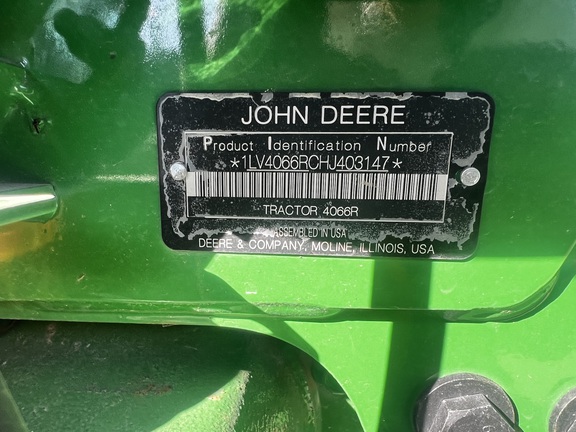 JOHN DEERE
Product Identification Number
*1LV4066RCHJ403147*
TRACTOR 4066R
ASSEMBLED IN USA
DEERE & COMPANY, MOLINE, ILLINOIS, USA